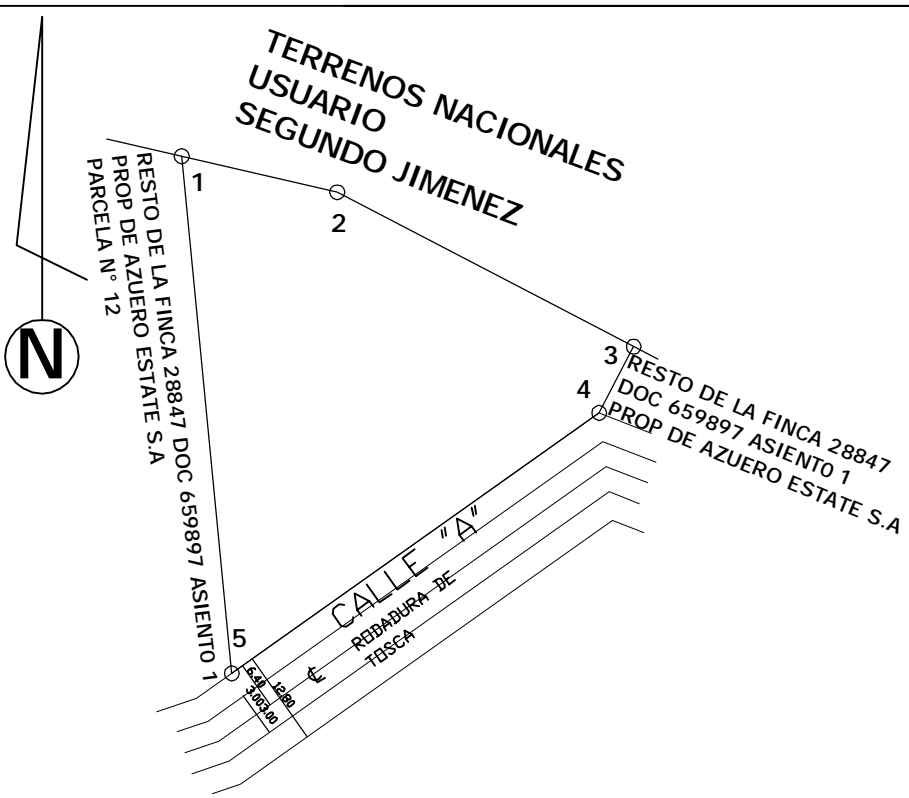 TERRENOS NACIONALES
USUARIO
SEGUNDO JIMENEZ
1
2
RESTO DE LA FINCA 28847 DOC 659897 ASIENTO 1
PROP DE AZUERO ESTATE S.A
PARCELA N° 12
N
3
RESTO DE LA FINCA 28847
DOC 659897 ASIENTO 1
PROP DE AZUERO ESTATE S.A
4
CALLE "A"
RODADURA DE
TOSCA
5
℄
6.40
12.80
3.00
3.00